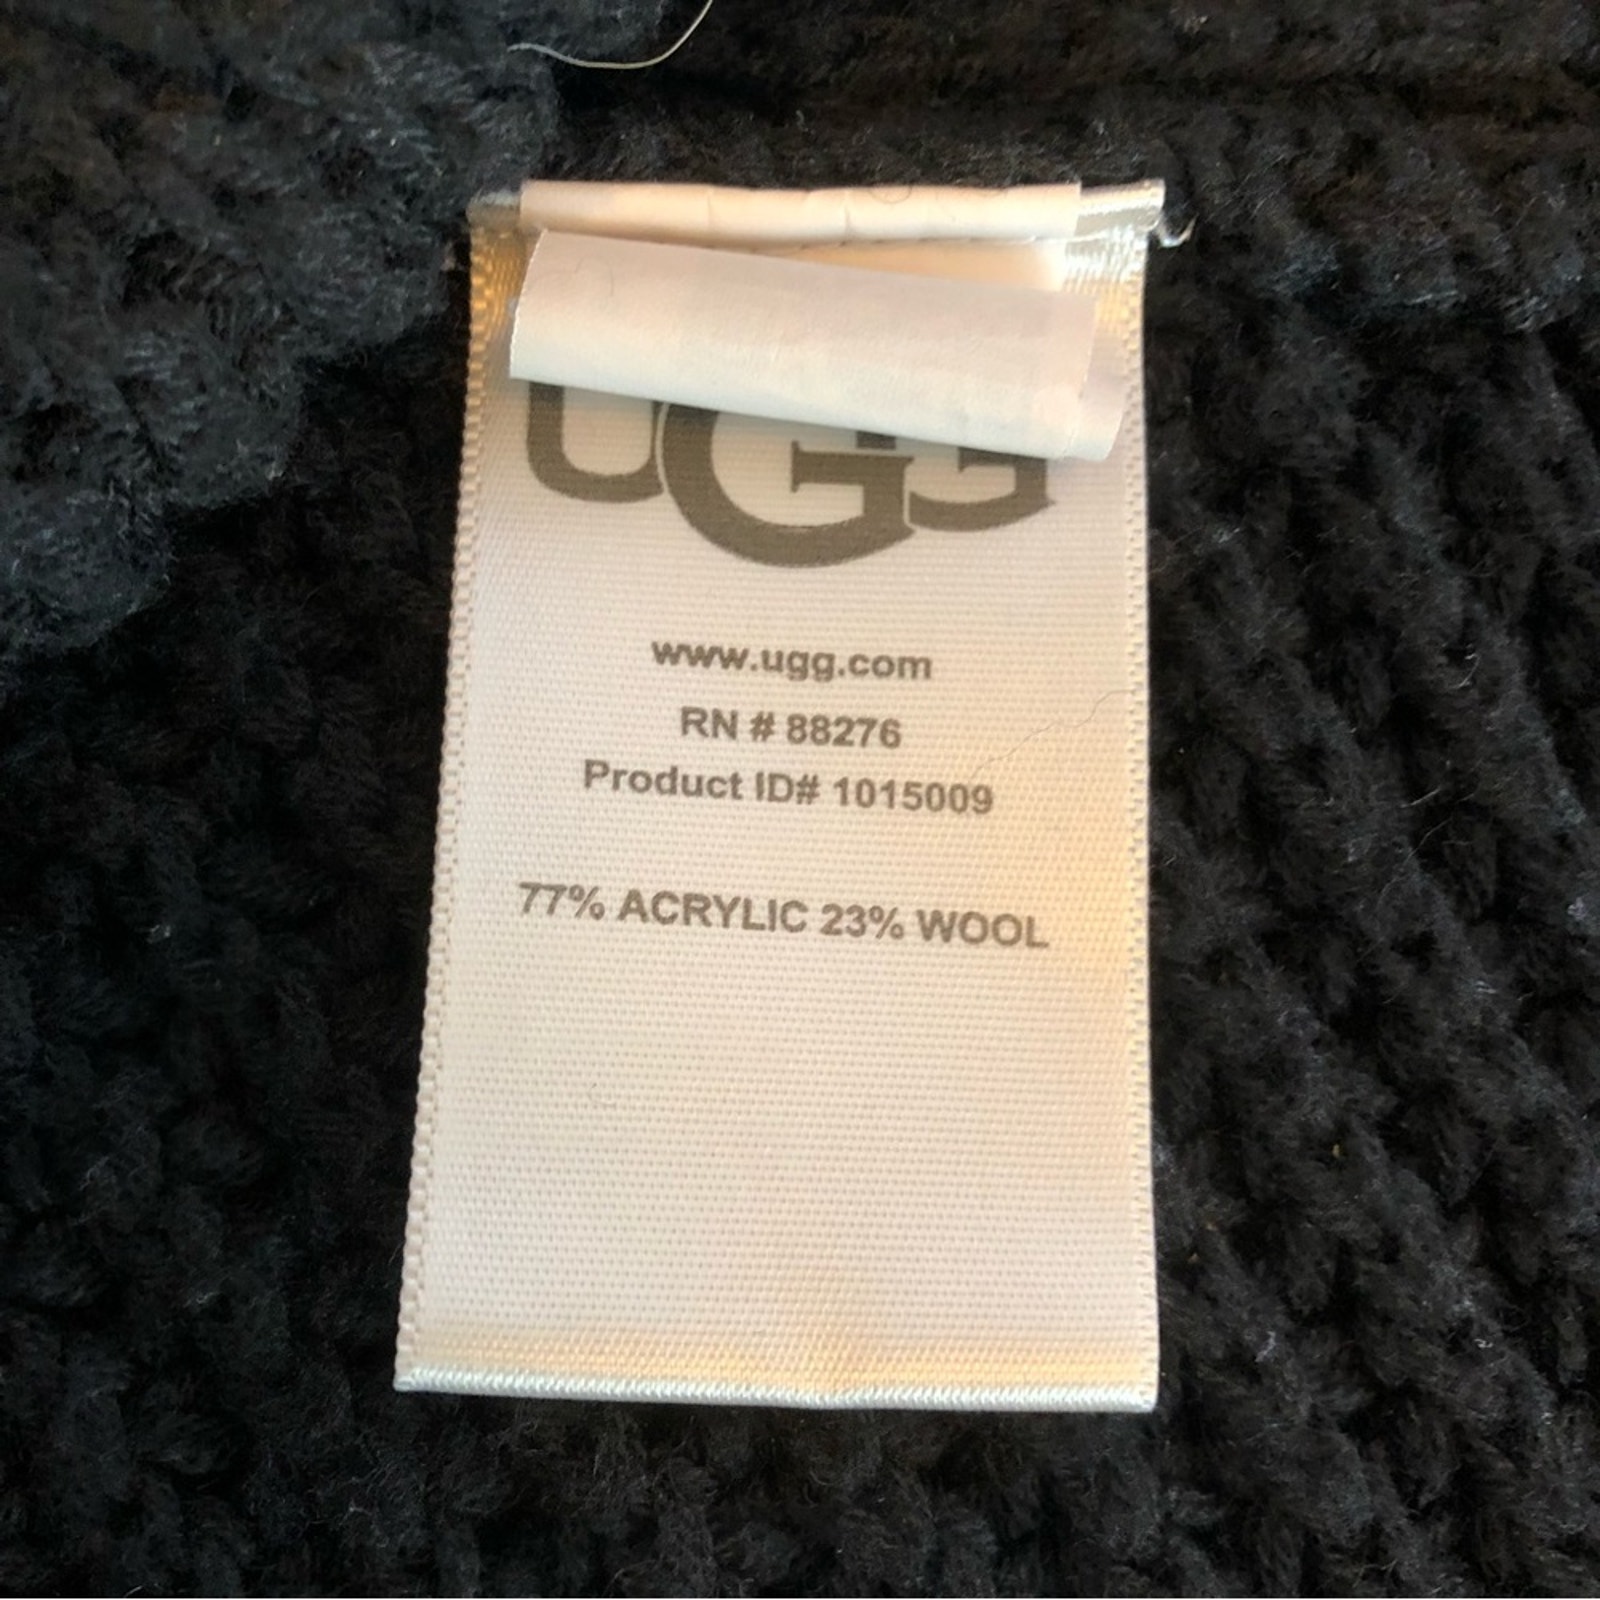 UGG
www.ugg.com
RN # 88276
Product ID# 1015009
77% ACRYLIC 23% WOOL